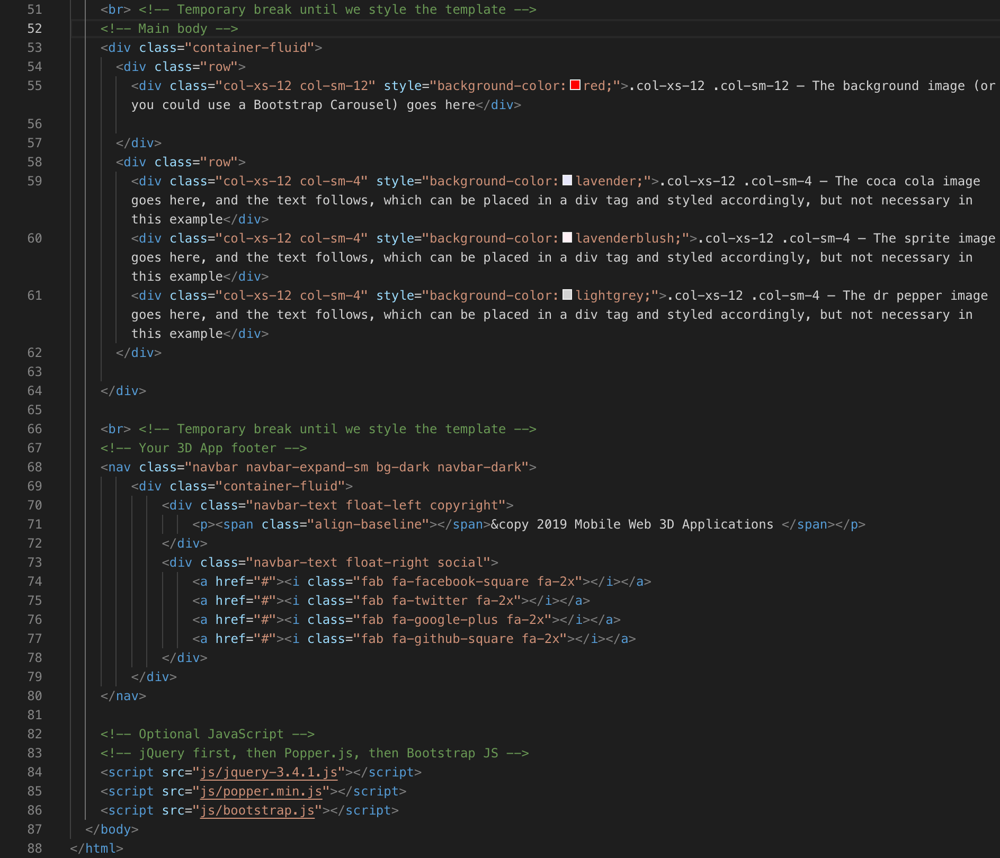 51 <br> <!-- Temporary break until we style the template -->
52 <!-- Main body -->
53 <div class="container-fluid">
54 <div class="row">
55 <div class="col-xs-12 col-sm-12" style="background-color:red;">.col-xs-12 .col-sm-12 – The background image (or
you could use a Bootstrap Carousel) goes here</div>
56
57 </div>
58 <div class="row">
59 <div class="col-xs-12 col-sm-4" style="background-color:lavender;">.col-xs-12 .col-sm-4 – The coca cola image
goes here, and the text follows, which can be placed in a div tag and styled accordingly, but not necessary in
this example</div>
60 <div class="col-xs-12 col-sm-4" style="background-color:lavenderblush;">.col-xs-12 .col-sm-4 – The sprite image
goes here, and the text follows, which can be placed in a div tag and styled accordingly, but not necessary in
this example</div>
61 <div class="col-xs-12 col-sm-4" style="background-color:lightgrey;">.col-xs-12 .col-sm-4 – The dr pepper image
goes here, and the text follows, which can be placed in a div tag and styled accordingly, but not necessary in
this example</div>
62 </div>
63
64 </div>
65
66 <br> <!-- Temporary break until we style the template -->
67 <!-- Your 3D App footer -->
68 <nav class="navbar navbar-expand-sm bg-dark navbar-dark">
69 <div class="container-fluid">
70 <div class="navbar-text float-left copyright">
71 <p><span class="align-baseline"></span>&copy 2019 Mobile Web 3D Applications </span></p>
72 </div>
73 <div class="navbar-text float-right social">
74 <a href="#"><i class="fab fa-facebook-square fa-2x"></i></a>
75 <a href="#"><i class="fab fa-twitter fa-2x"></i></a>
76 <a href="#"><i class="fab fa-google-plus fa-2x"></i></a>
77 <a href="#"><i class="fab fa-github-square fa-2x"></i></a>
78 </div>
79 </div>
80 </nav>
81
82 <!-- Optional JavaScript -->
83 <!-- jQuery first, then Popper.js, then Bootstrap JS -->
84 <script src="js/jquery-3.4.1.js"></script>
85 <script src="js/popper.min.js"></script>
86 <script src="js/bootstrap.js"></script>
87 </body>
88 </html>